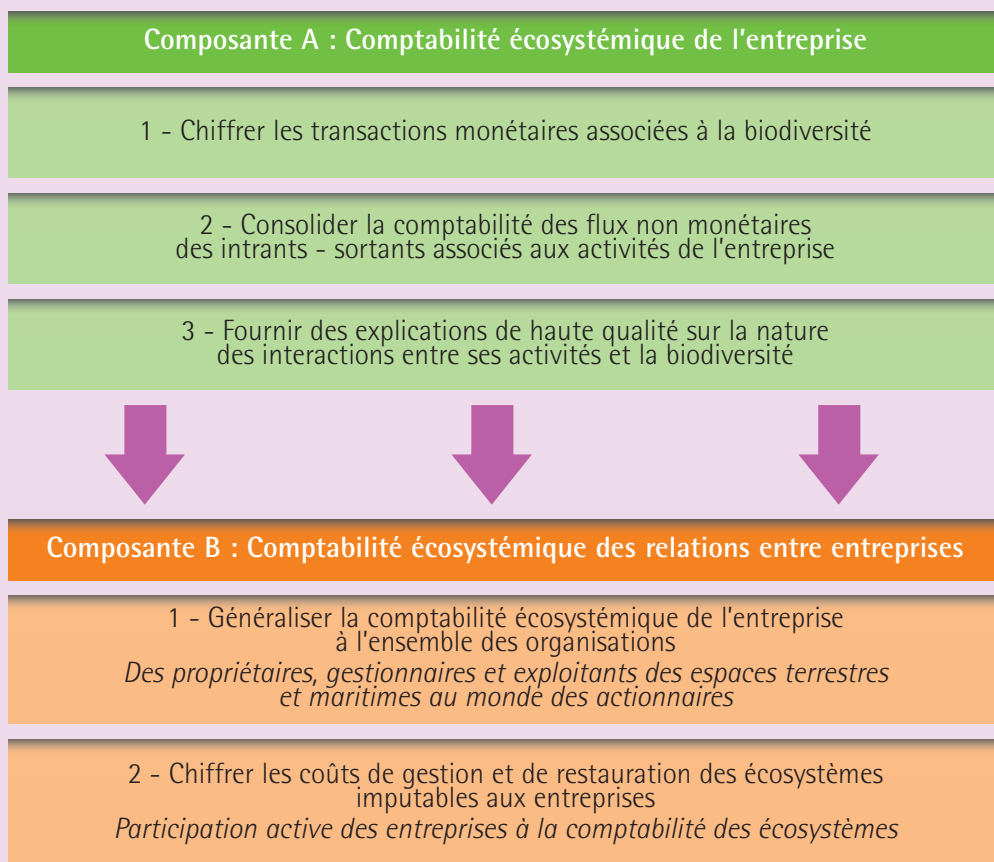 Composante A : Comptabilité écosystémique de l'entreprise
1 - Chiffrer les transactions monétaires associées à la biodiversité
2 - Consolider la comptabilité des flux non monétaires
des intrants - sortants associés aux activités de l'entreprise
3 - Fournir des explications de haute qualité sur la nature
des interactions entre ses activités et la biodiversité
Composante B : Comptabilité écosystémique des relations entre entreprises
1 - Généraliser la comptabilité écosystémique de l'entreprise
à l'ensemble des organisations
Des propriétaires, gestionnaires et exploitants des espaces terrestres
et maritimes au monde des actionnaires
2 - Chiffrer les coûts de gestion et de restauration des écosystèmes
imputables aux entreprises
Participation active des entreprises à la comptabilité des écosystèmes